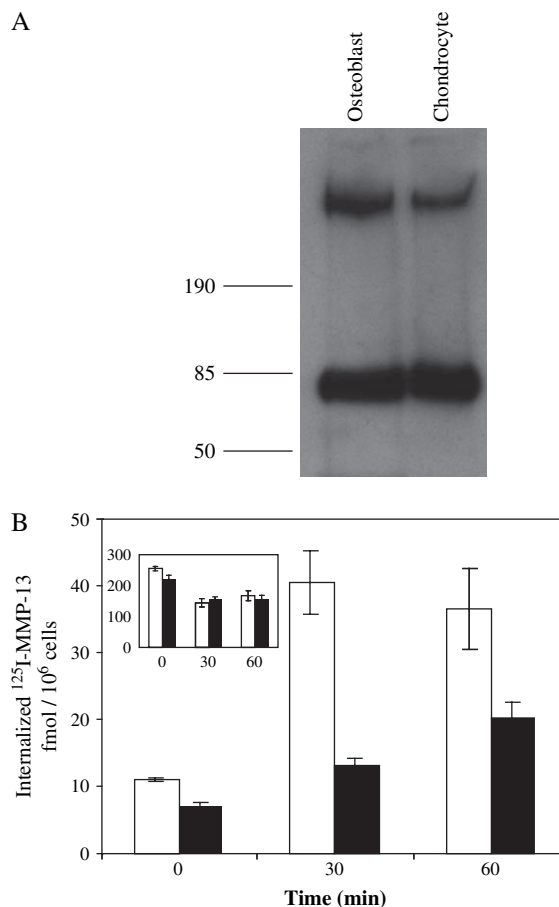 A
Osteoblast
Chondrocyte
190
85
50
B
Internalized ¹²⁵I-MMP-13
fmol / 10⁶ cells
50
40
30
20
10
0
300
200
100
0
0 30 60
0 30 60
Time (min)